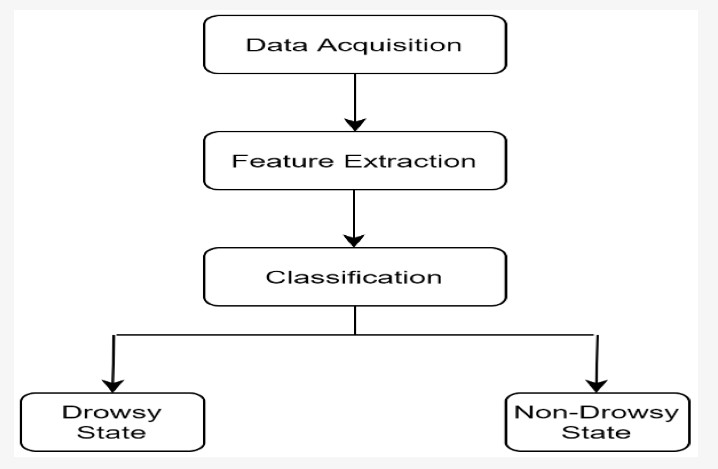 Data Acquisition
Feature Extraction
Classification
Drowsy
State
Non-Drowsy
State